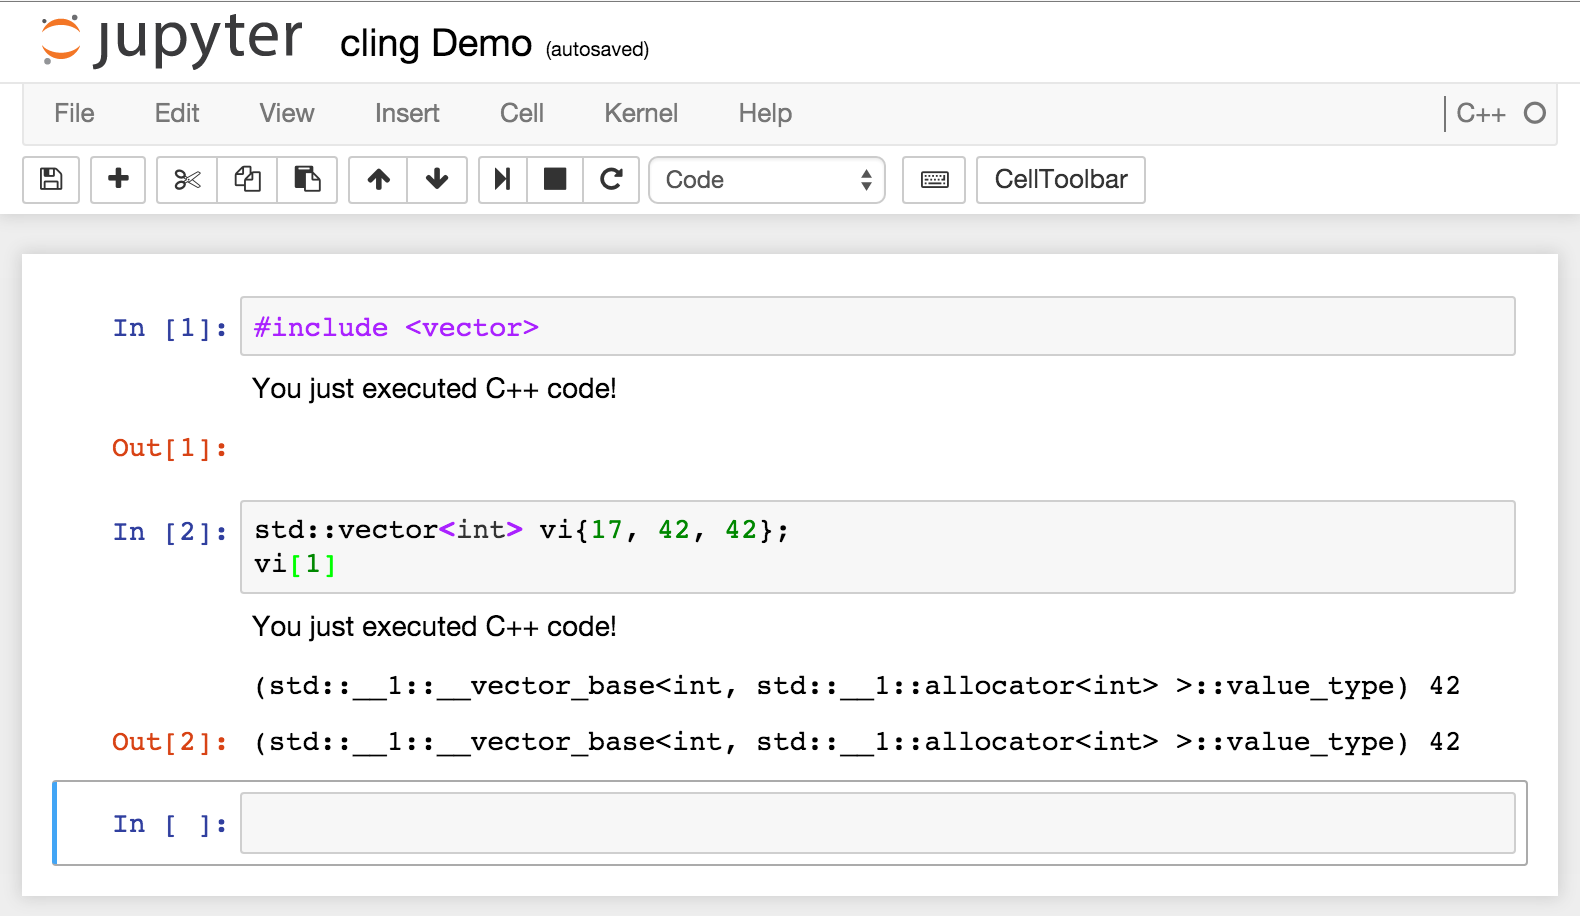 jupyter cling Demo (autosaved)
File Edit View Insert Cell Kernel Help C++
Code CellToolbar
In [1]: #include <vector>
You just executed C++ code!
Out[1]:
In [2]: std::vector<int> vi{17, 42, 42};
vi[1]
You just executed C++ code!
(std::__1::__vector_base<int, std::__1::allocator<int> >::value_type) 42
Out[2]: (std::__1::__vector_base<int, std::__1::allocator<int> >::value_type) 42
In [ ]: